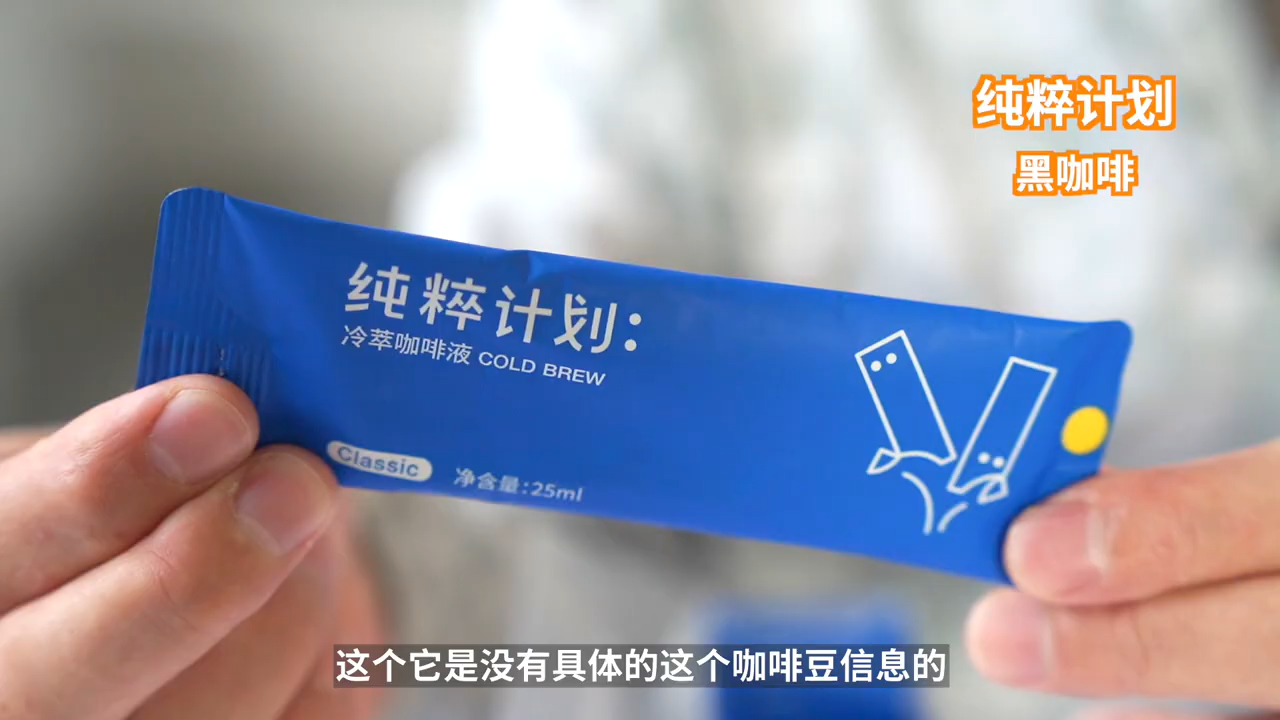 纯粹计划
黑咖啡
纯粹计划:
冷萃咖啡液 COLD BREW
Classic
净含量:25ml
这个它是没有具体的这个咖啡豆信息的